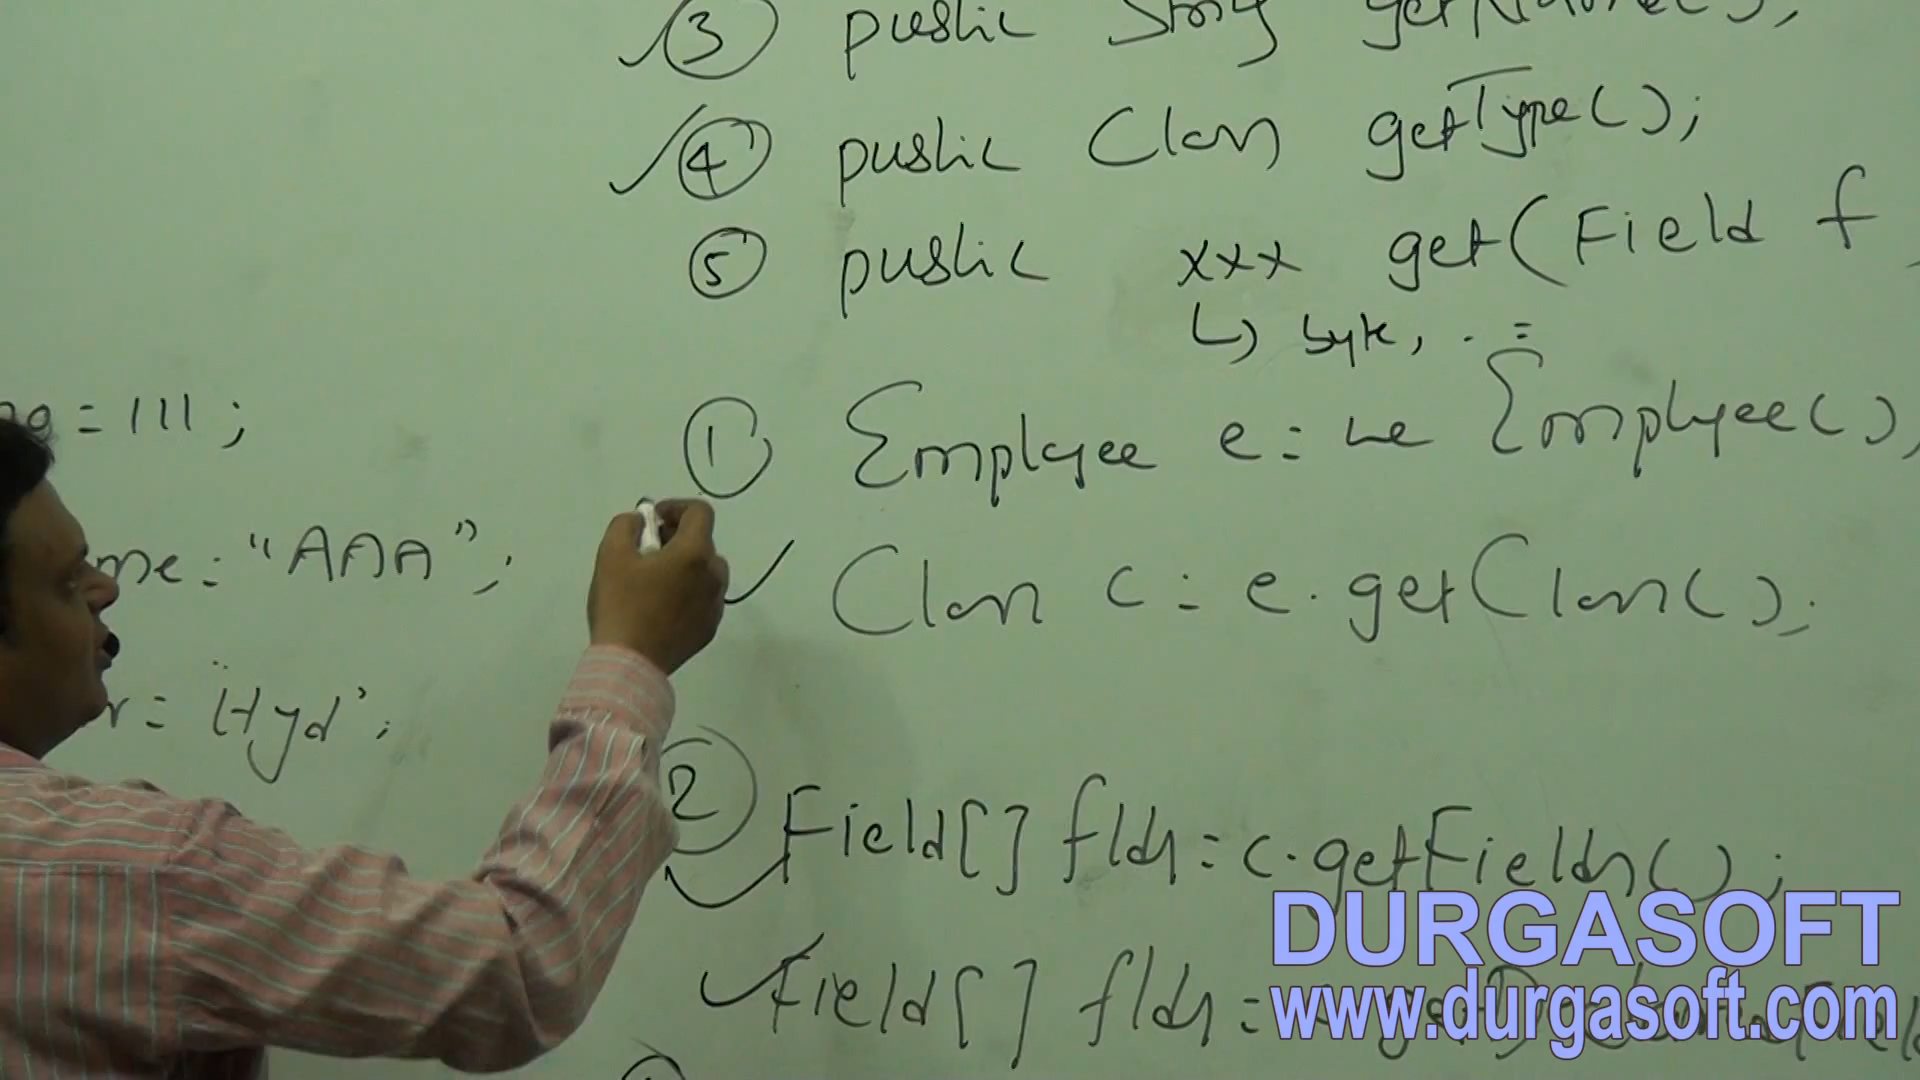 3 public String getName();
4 public Class getType();
5 public xxx get(Field f
↳ byte, . =
= 111;
1 Employee e = new Employee()
= "AAA";
Class c = e.getClass();
= "Hyd";
2 Field[] flds = c.getFields();
Field[] flds =
DURGASOFT
www.durgasoft.com